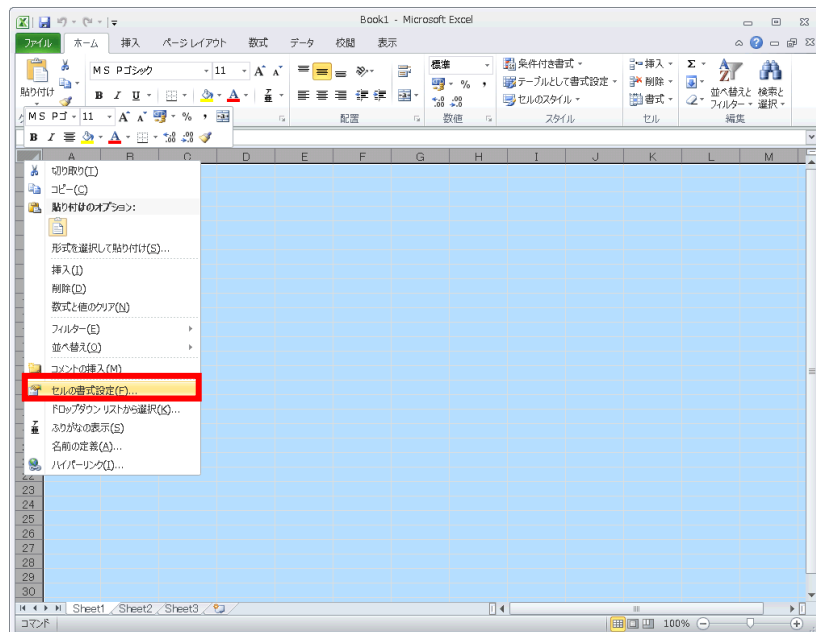 Book1 - Microsoft Excel
ファイル ホーム 挿入 ページ レイアウト 数式 データ 校閲 表示
MS Pゴシック 11 A A 標準 条件付き書式 挿入 Σ
貼り付け B I U A % , テーブルとして書式設定 削除 並べ替えと 検索と
セルのスタイル 書式 フィルター 選択
配置 数値 スタイル セル 編集
MS Pゴ 11 A A % ,
B I A
A B C D E F G H I J K L M
切り取り(T)
コピー(C)
貼り付けのオプション:
形式を選択して貼り付け(S)...
挿入(I)
削除(D)
数式と値のクリア(N)
フィルター(E)
並べ替え(O)
コメントの挿入(M)
セルの書式設定(F)...
ドロップダウン リストから選択(K)...
ふりがなの表示(S)
名前の定義(A)...
ハイパーリンク(I)...
22
23
24
25
26
27
28
29
30
Sheet1 Sheet2 Sheet3
コマンド 100%